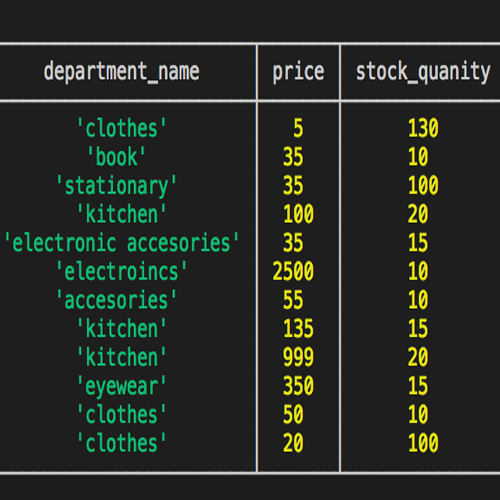 department_name price stock_quanity
'clothes' 5 130
'book' 35 10
'stationary' 35 100
'kitchen' 100 20
'electronic accesories' 35 15
'electroincs' 2500 10
'accesories' 55 10
'kitchen' 135 15
'kitchen' 999 20
'eyewear' 350 15
'clothes' 50 10
'clothes' 20 100